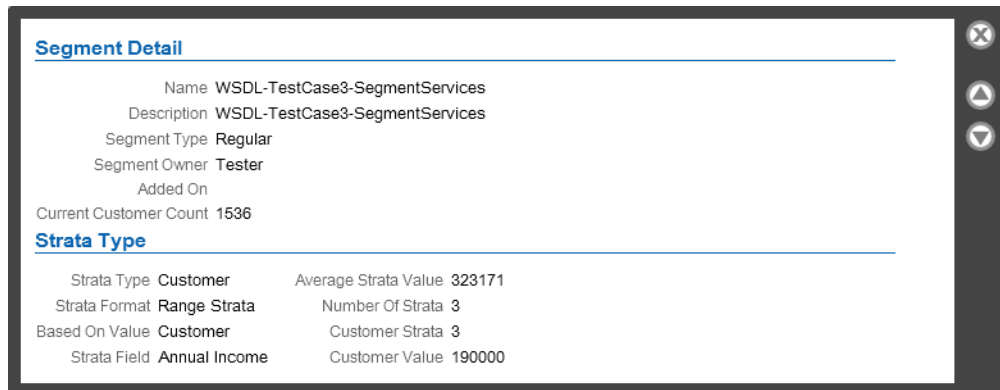 Segment Detail
Name WSDL-TestCase3-SegmentServices
Description WSDL-TestCase3-SegmentServices
Segment Type Regular
Segment Owner Tester
Added On
Current Customer Count 1536
Strata Type
Strata Type Customer Average Strata Value 323171
Strata Format Range Strata Number Of Strata 3
Based On Value Customer Customer Strata 3
Strata Field Annual Income Customer Value 190000